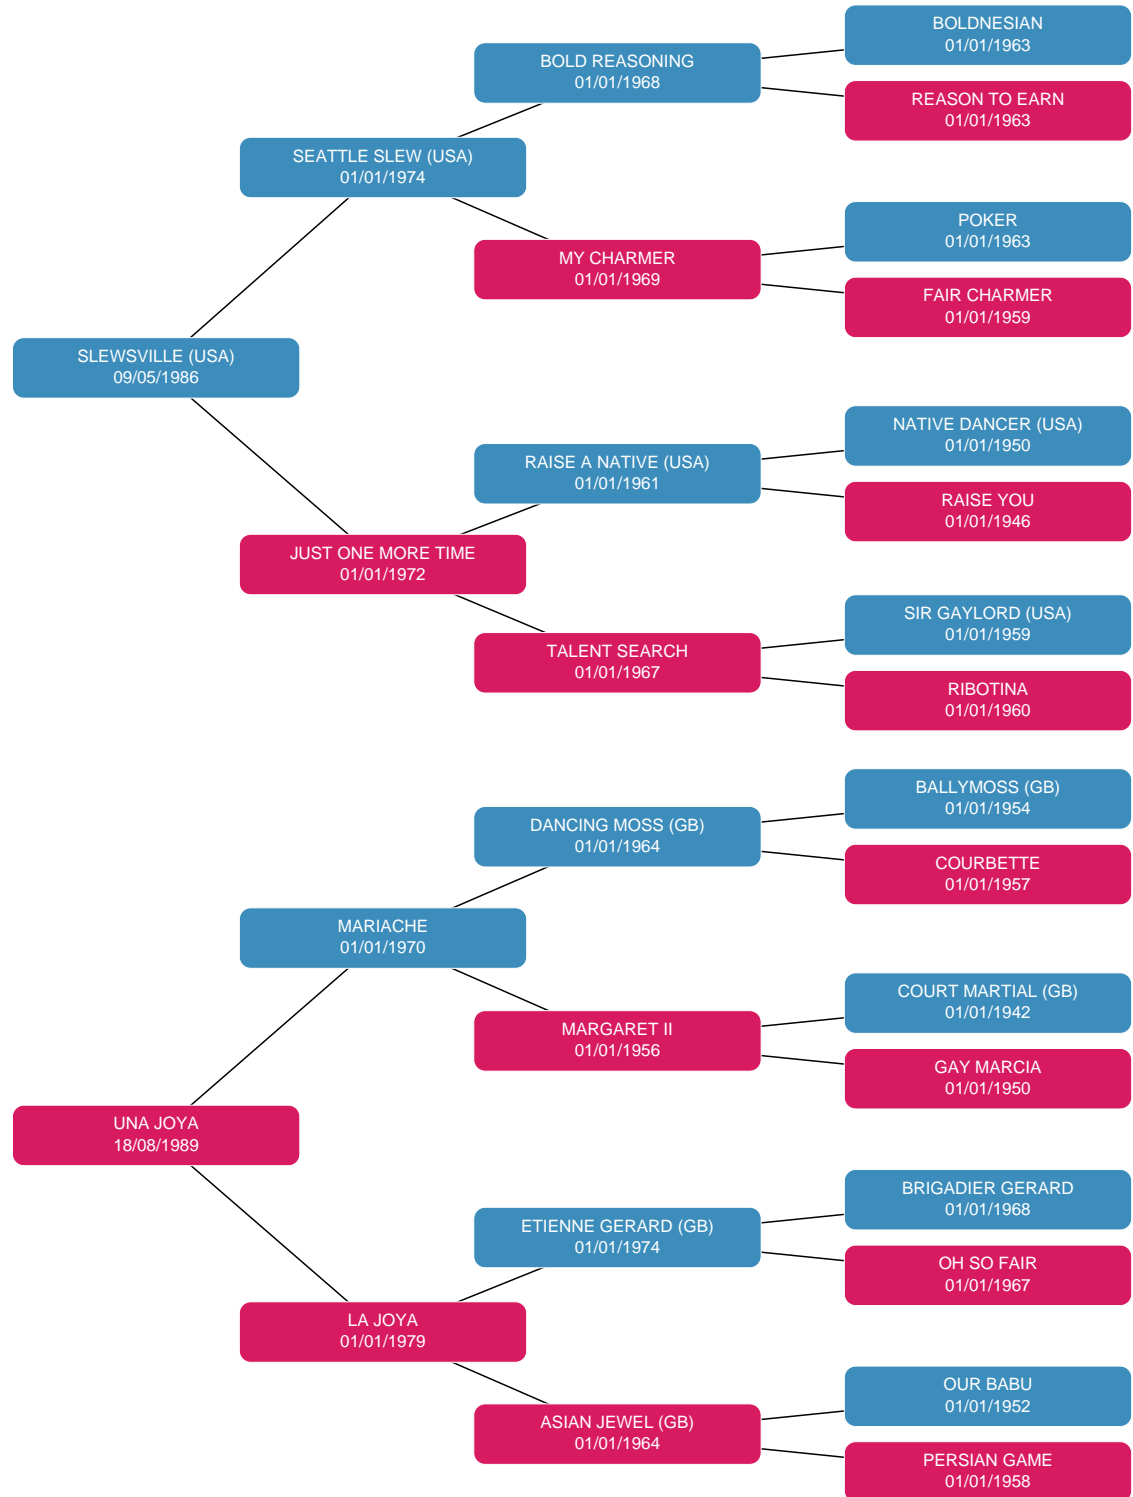 BOLDNESIAN
01/01/1963
BOLD REASONING
01/01/1968
REASON TO EARN
01/01/1963
SEATTLE SLEW (USA)
01/01/1974
POKER
01/01/1963
MY CHARMER
01/01/1969
FAIR CHARMER
01/01/1959
SLEWSVILLE (USA)
09/05/1986
NATIVE DANCER (USA)
01/01/1950
RAISE A NATIVE (USA)
01/01/1961
RAISE YOU
01/01/1946
JUST ONE MORE TIME
01/01/1972
SIR GAYLORD (USA)
01/01/1959
TALENT SEARCH
01/01/1967
RIBOTINA
01/01/1960
BALLYMOSS (GB)
01/01/1954
DANCING MOSS (GB)
01/01/1964
COURBETTE
01/01/1957
MARIACHE
01/01/1970
COURT MARTIAL (GB)
01/01/1942
MARGARET II
01/01/1956
GAY MARCIA
01/01/1950
UNA JOYA
18/08/1989
BRIGADIER GERARD
01/01/1968
ETIENNE GERARD (GB)
01/01/1974
OH SO FAIR
01/01/1967
LA JOYA
01/01/1979
OUR BABU
01/01/1952
ASIAN JEWEL (GB)
01/01/1964
PERSIAN GAME
01/01/1958